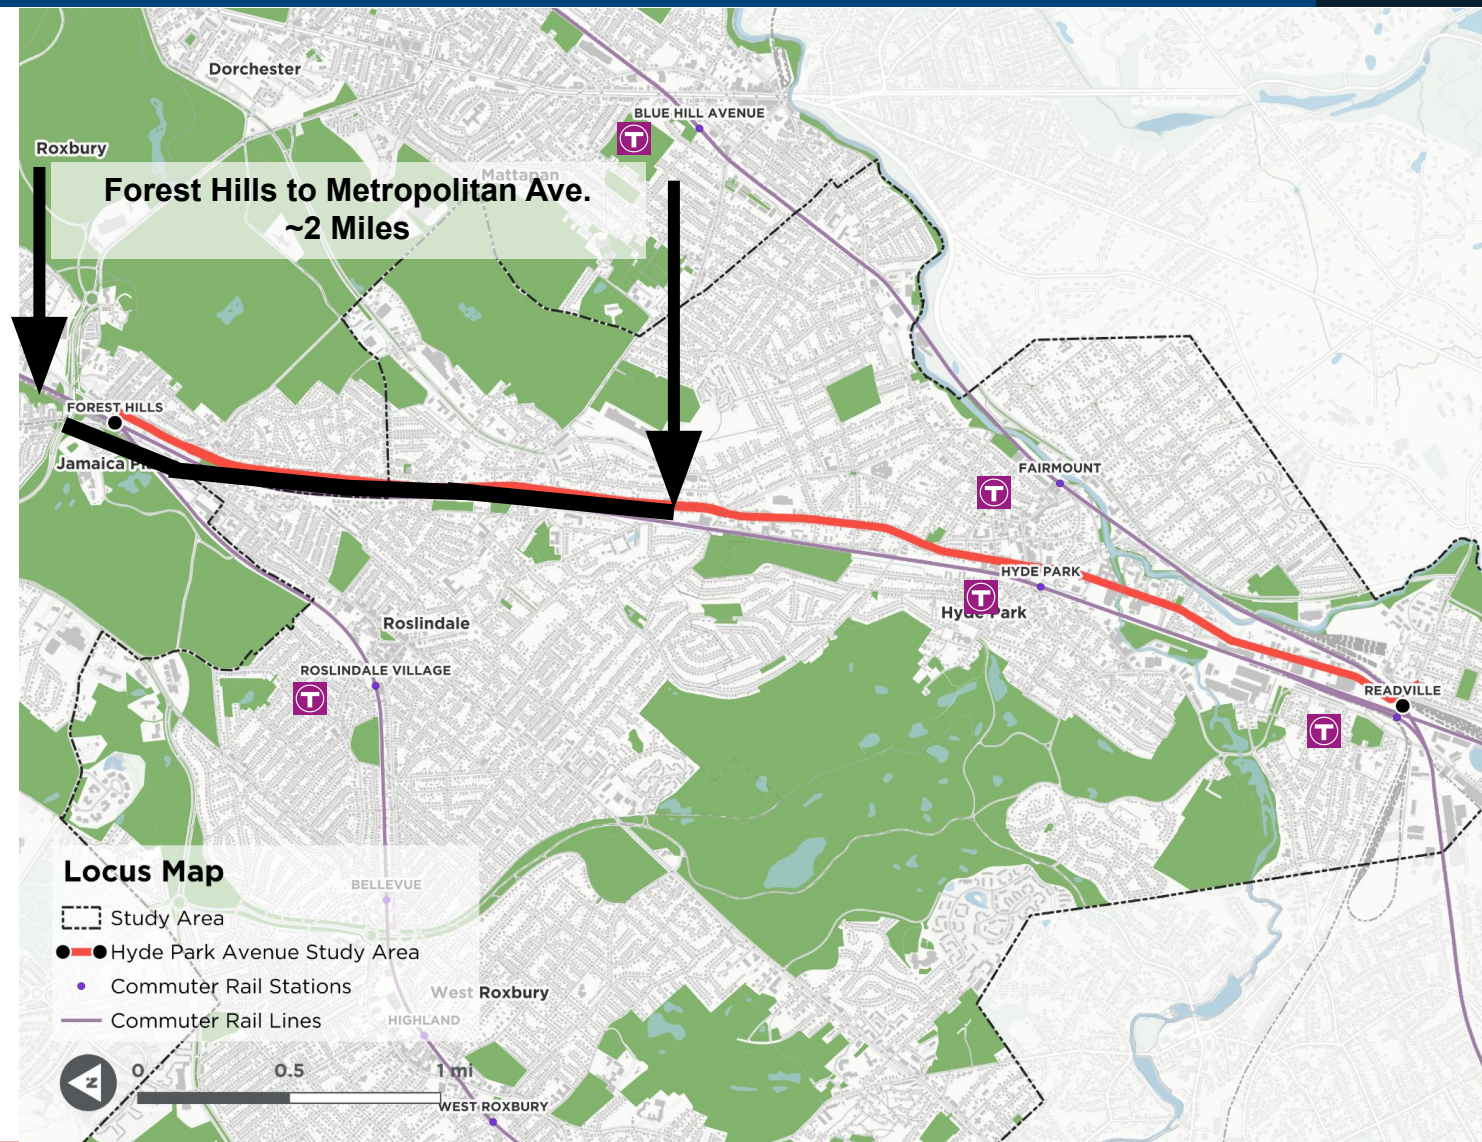 Dorchester
BLUE HILL AVENUE
T
Roxbury
Mattapan
Forest Hills to Metropolitan Ave.
~2 Miles
FOREST HILLS
Jamaica
FAIRMOUNT
T
HYDE PARK
T
Hyde Park
Roslindale
ROSLINDALE VILLAGE
T
READVILLE
T
Locus Map
BELLEVUE
Study Area
Hyde Park Avenue Study Area
Commuter Rail Stations
West Roxbury
Commuter Rail Lines
HIGHLAND
N
0 0.5 1 mi
WEST ROXBURY